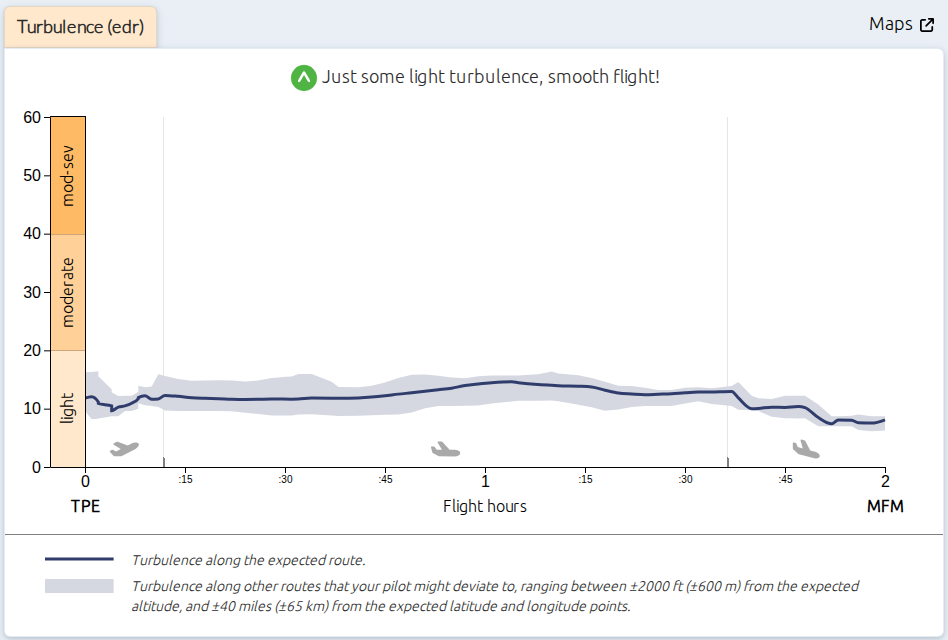 Turbulence (edr)
Maps
Just some light turbulence, smooth flight!
60
50
40
30
20
10
0
mod-sev
moderate
light
0 :15 :30 :45 1 :15 :30 :45 2
TPE Flight hours MFM
Turbulence along the expected route.
Turbulence along other routes that your pilot might deviate to, ranging between ±2000 ft (±600 m) from the expected
altitude, and ±40 miles (±65 km) from the expected latitude and longitude points.